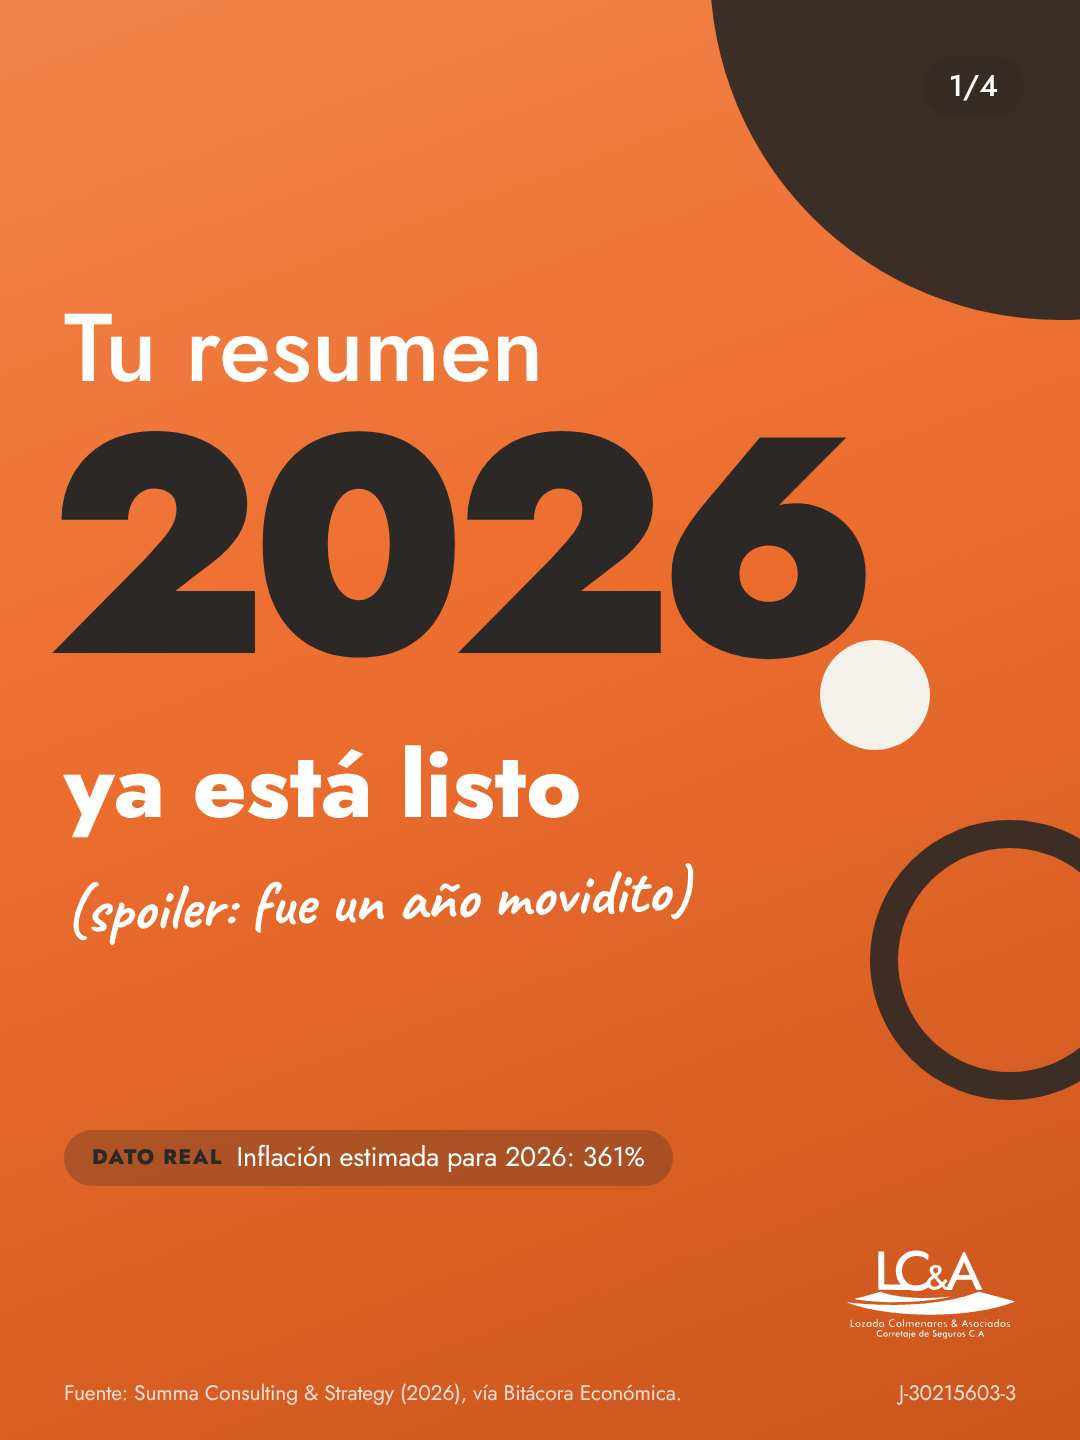 1/4
Tu resumen
2026
ya está listo
(spoiler: fue un año movidito)
DATO REAL Inflación estimada para 2026: 361%
LC&A
Lozada Colmenares & Asociados
Corretaje de Seguros C.A
Fuente: Summa Consulting & Strategy (2026), vía Bitácora Económica.
J-30215603-3